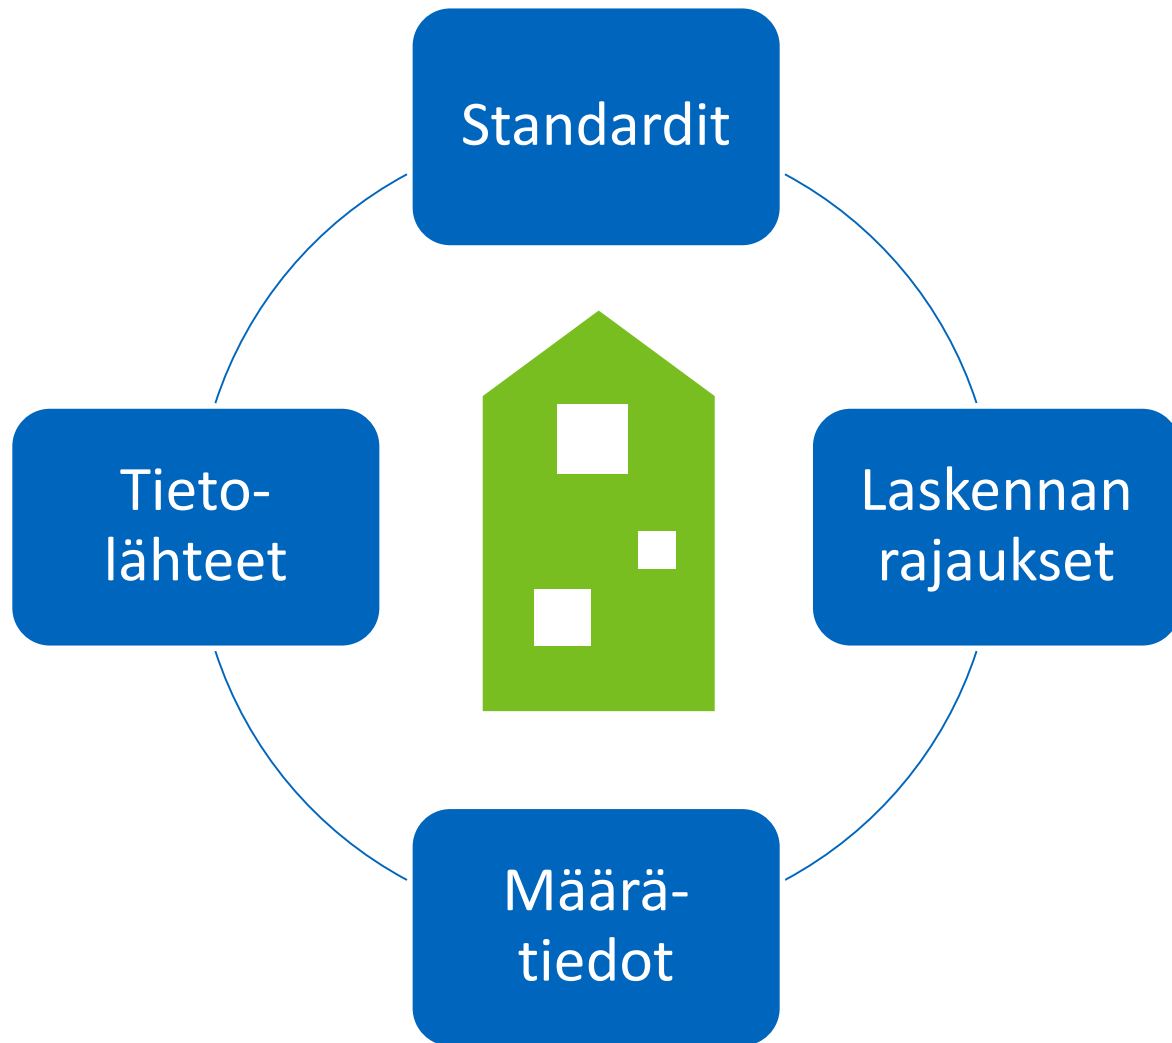 Standardit
Tieto-
lähteet
Laskennan
rajaukset
Määrä-
tiedot